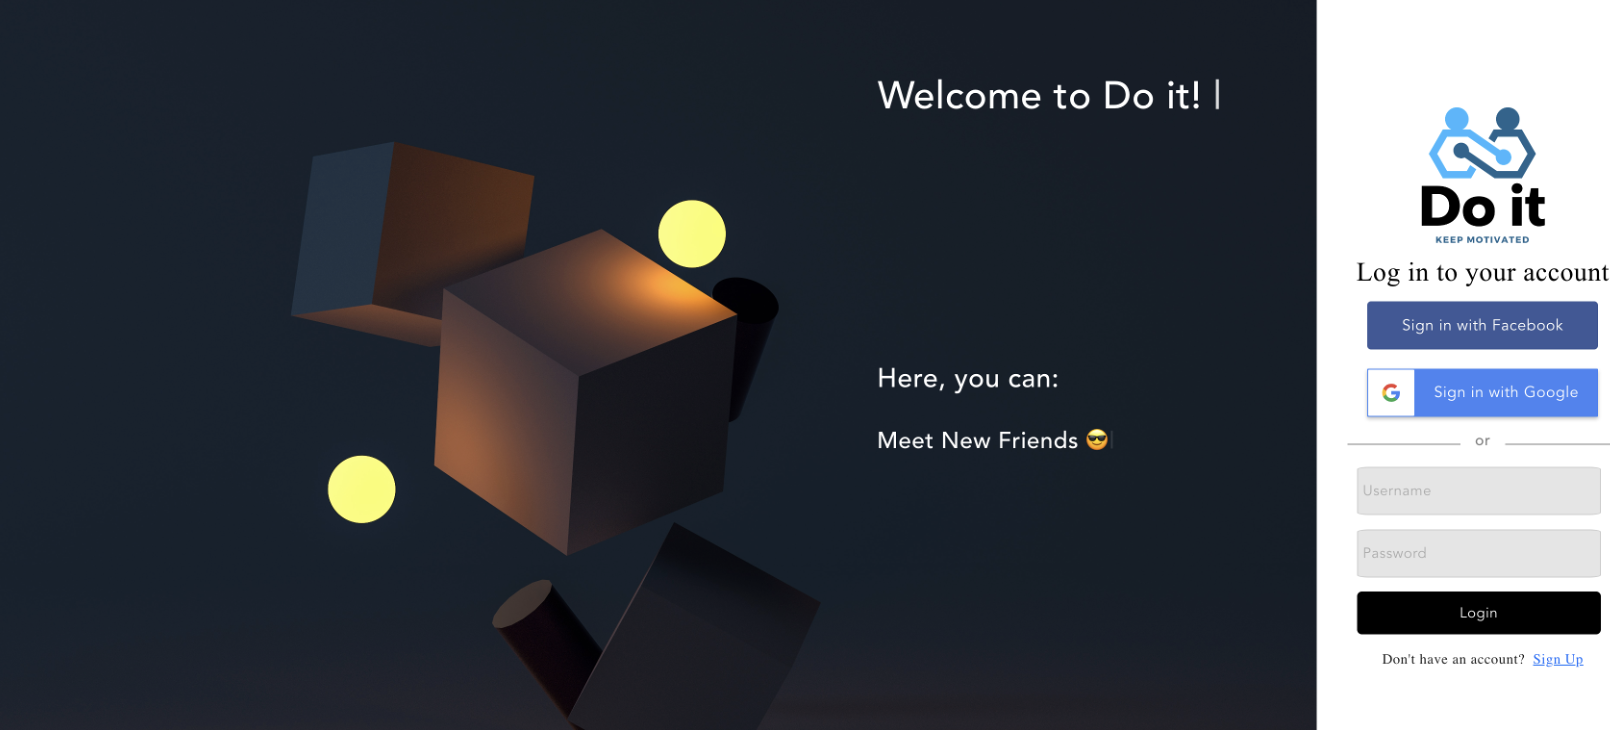 Welcome to Do it! |
Here, you can:
Meet New Friends 😎|
Do it
KEEP MOTIVATED
Log in to your account
Sign in with Facebook
G Sign in with Google
or
Username
Password
Login
Don't have an account? Sign Up